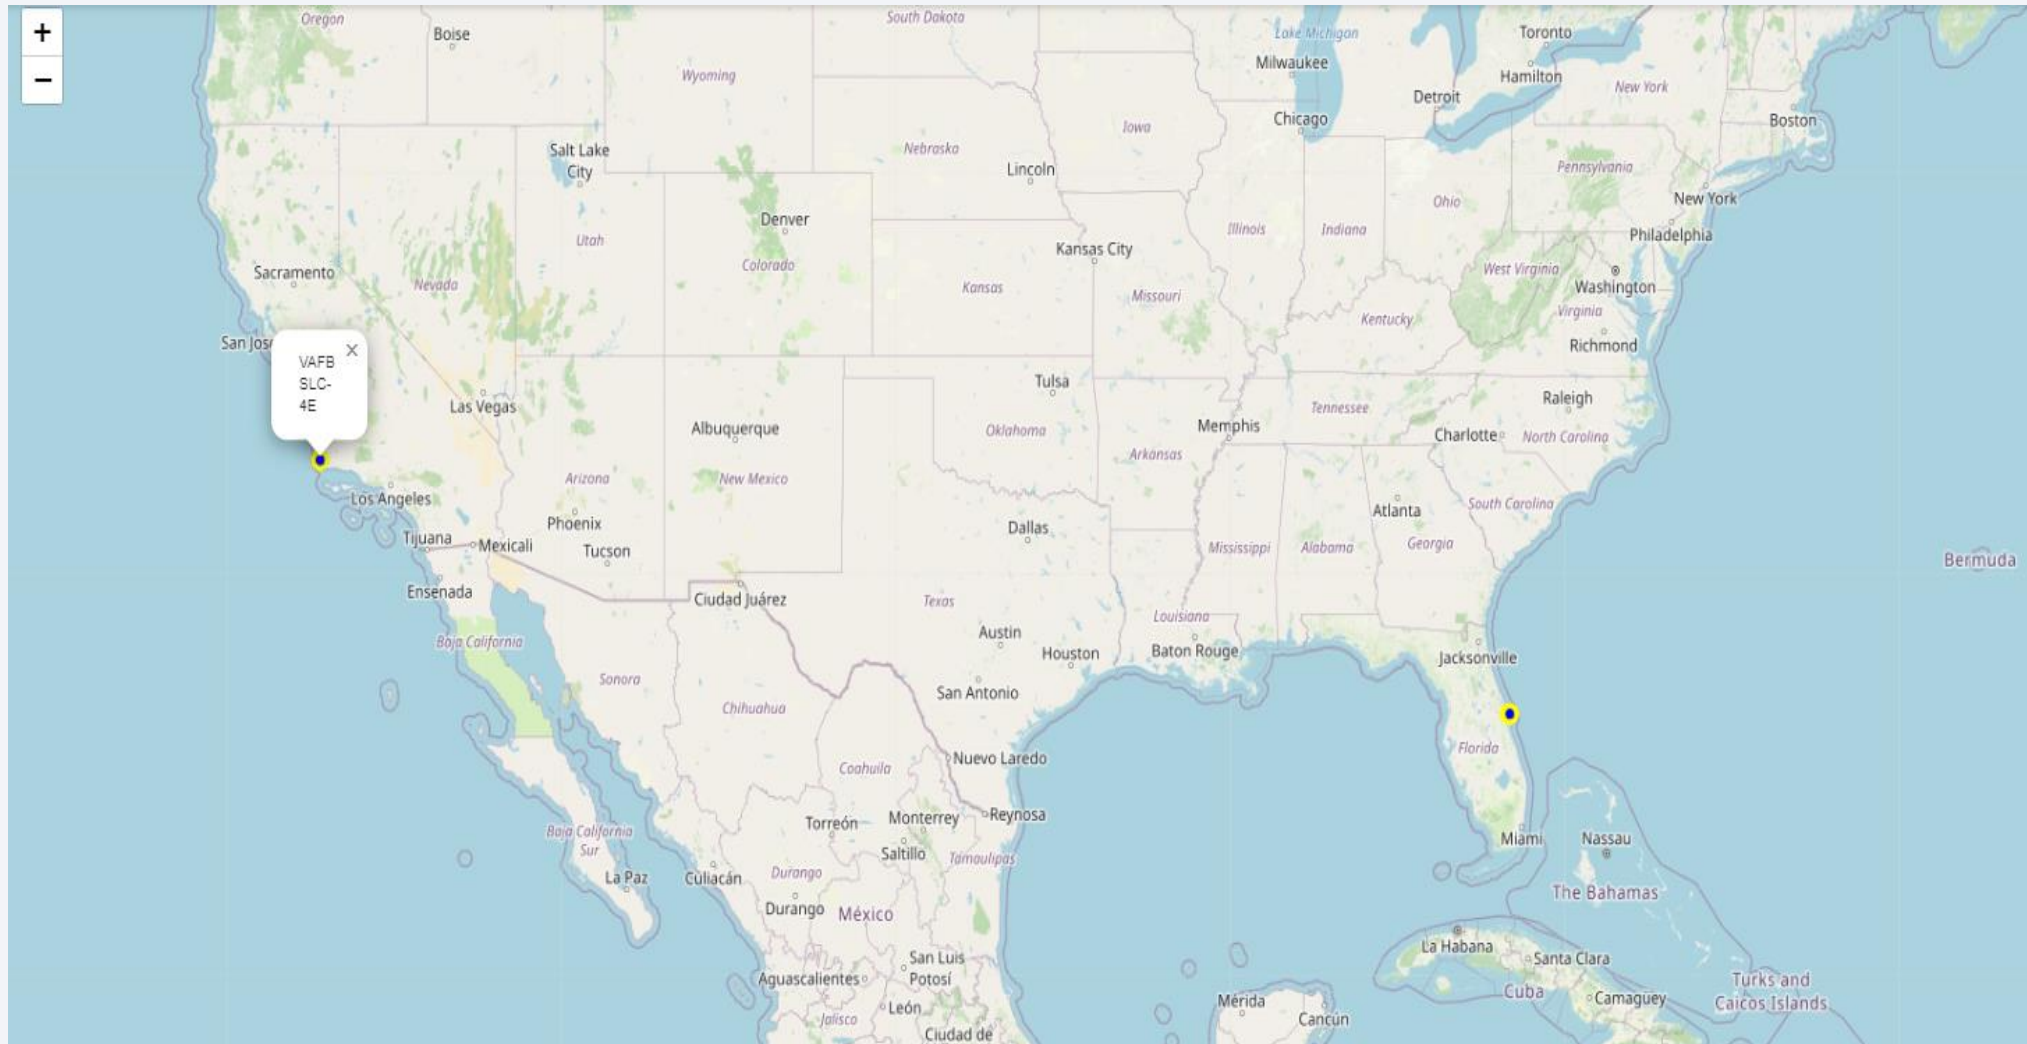 +
−
Oregon
Boise
South Dakota
Lake Michigan
Toronto
Milwaukee
Hamilton
Wyoming
New York
Detroit
Chicago
Boston
Iowa
Salt Lake
City
Nebraska
Lincoln
Pennsylvania
New York
Ohio
Denver
Utah
Illinois
Indiana
Philadelphia
Kansas City
Colorado
Sacramento
Nevada
Kansas
Missouri
West Virginia
Washington
Virginia
Kentucky
Richmond
San Jos
×
VAFB
SLC-
4E
Las Vegas
Tulsa
Raleigh
Tennessee
Albuquerque
Oklahoma
Memphis
Charlotte
North Carolina
Arkansas
Los Angeles
Arizona
New Mexico
Atlanta
South Carolina
Phoenix
Dallas
Tijuana
Mexicali
Tucson
Mississippi
Alabama
Georgia
Bermuda
Ensenada
Ciudad Juárez
Texas
Louisiana
Baja California
Austin
Houston
Baton Rouge
Jacksonville
Sonora
San Antonio
Chihuahua
Florida
Nuevo Laredo
Coahuila
Reynosa
Torreón
Monterrey
Baja California
Sur
Saltillo
Tamaulipas
Miami
Nassau
La Paz
Culiacán
Durango
The Bahamas
Durango
México
La Habana
Santa Clara
San Luis
Potosí
Aguascalientes
Turks and
Caicos Islands
Cuba
Camagüey
Mérida
León
Jalisco
Cancún
Ciudad de